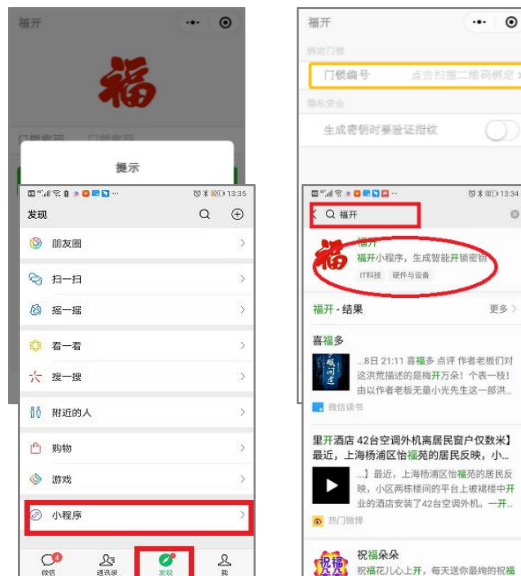 福开
福
门锁密码 门锁密码
提示
13:35
发现
朋友圈
扫一扫
摇一摇
看一看
搜一搜
附近的人
购物
游戏
小程序
微信
通讯录
发现
我
福开
绑定门锁
门锁编号 点击扫描二维码绑定
隐私安全
生成密钥时要验证指纹
13:34
福开
福
福开
福开小程序，生成智能开锁密钥
IT科技 硬件与设备
福开 - 结果 更多
喜福多
...8日 21:11 喜福多 点评 作者老板们对
这洪荒描述的是梅开万朵！个表一枝！
由以作者老板无量小光先生这一部洪...
微信读书
里开酒店 42台空调外机离居民窗户仅数米】
最近，上海杨浦区怡福苑的居民反映，小...
...】最近，上海杨浦区怡福苑的居民反
映，小区两栋楼间的平台上被裙楼中开
业的酒店安装了42台空调外机。一开...
热门微博
祝福
祝福朵朵
祝福花儿心上开，每天送你最绚的祝福